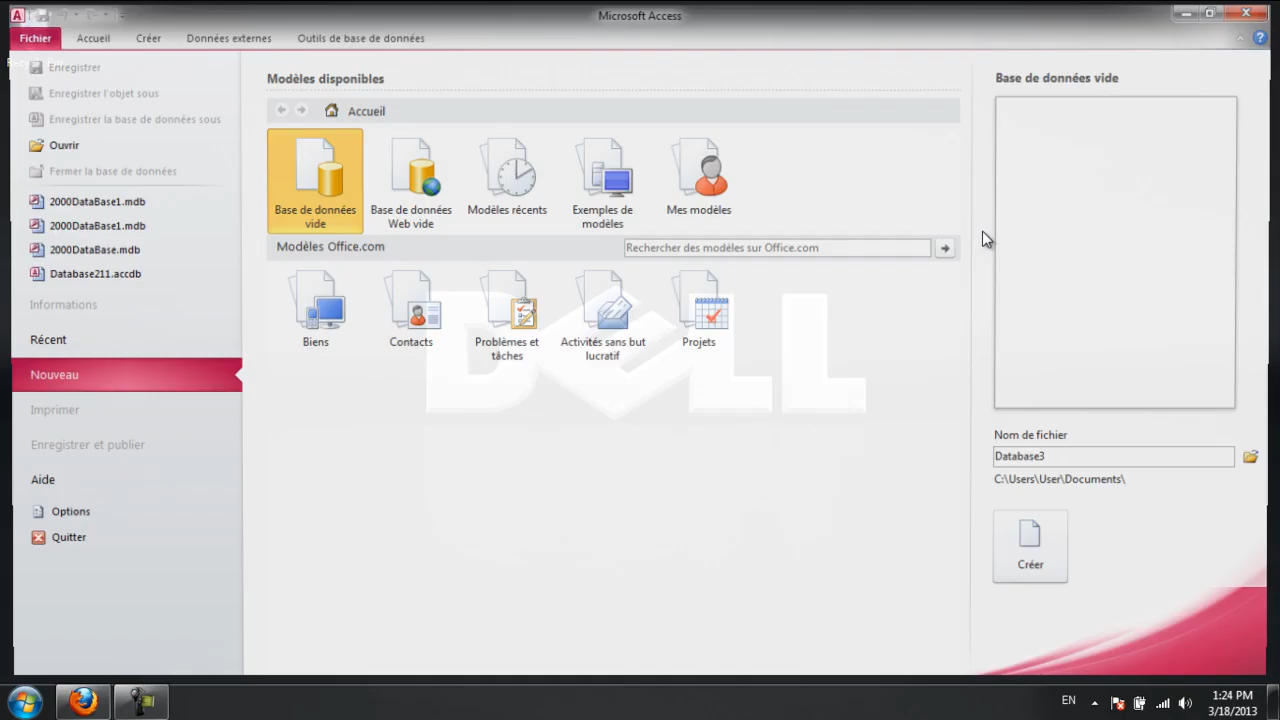 Microsoft Access
Fichier
Accueil
Créer
Données externes
Outils de base de données
Enregistrer
Enregistrer l'objet sous
Enregistrer la base de données sous
Ouvrir
Fermer la base de données
2000DataBase1.mdb
2000DataBase1.mdb
2000DataBase.mdb
Database211.accdb
Informations
Récent
Nouveau
Imprimer
Enregistrer et publier
Aide
Options
Quitter
Modèles disponibles
Accueil
Base de données
vide
Base de données
Web vide
Modèles récents
Exemples de
modèles
Mes modèles
Modèles Office.com
Rechercher des modèles sur Office.com
Biens
Contacts
Problèmes et
tâches
Activités sans but
lucratif
Projets
DELL
Base de données vide
Nom de fichier
Database3
C:\Users\User\Documents\
Créer
EN
1:24 PM
3/18/2013